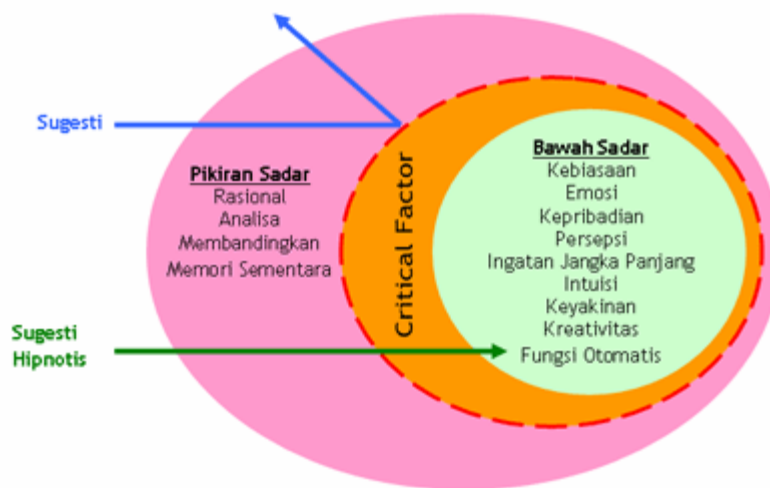 Sugesti
Pikiran Sadar
Rasional
Analisa
Membandingkan
Memori Sementara
Critical Factor
Bawah Sadar
Kebiasaan
Emosi
Kepribadian
Persepsi
Ingatan Jangka Panjang
Intuisi
Keyakinan
Kreativitas
Fungsi Otomatis
Sugesti
Hipnotis